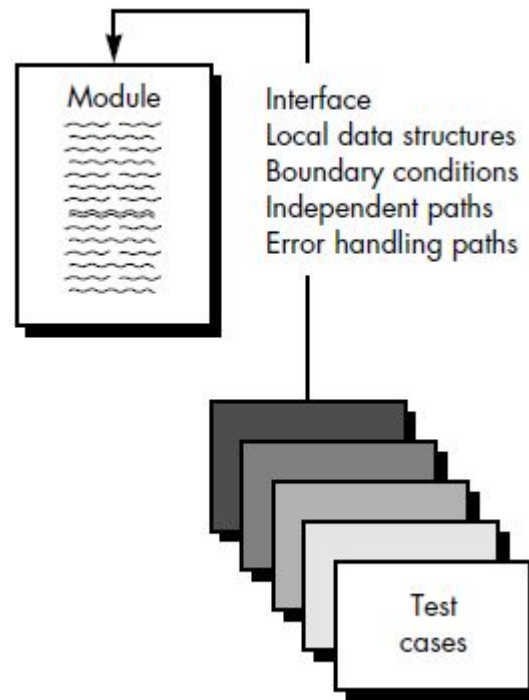 Module
Interface
Local data structures
Boundary conditions
Independent paths
Error handling paths
Test
cases